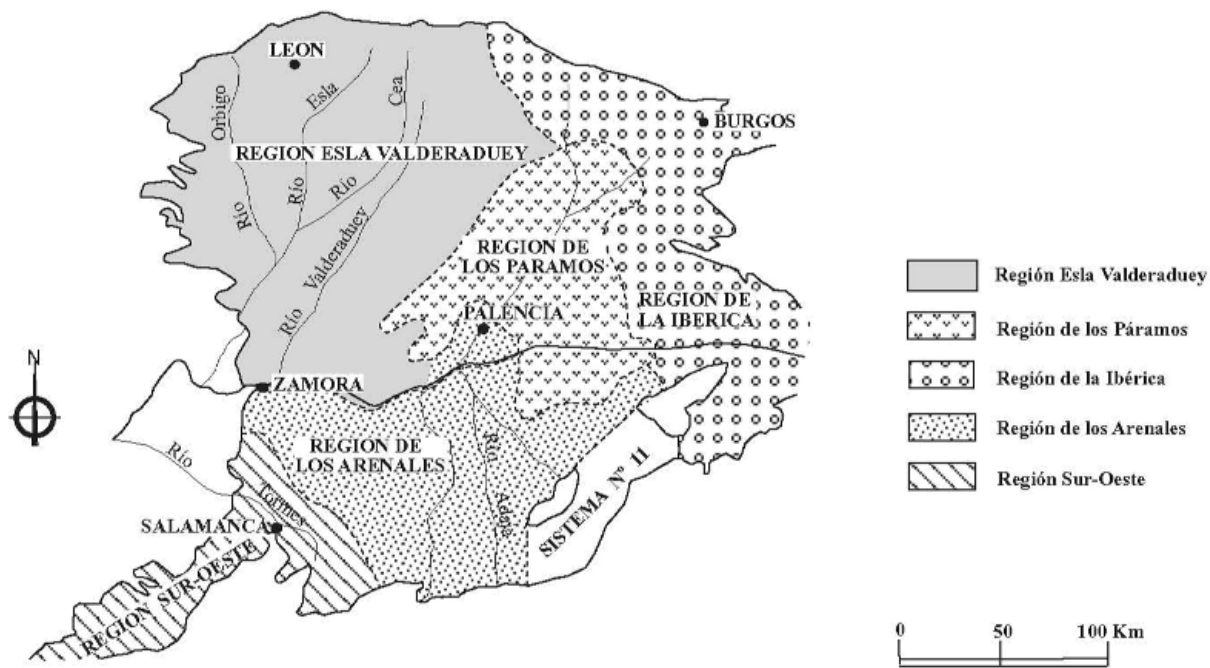 LEON
Orbigo
Esla
Cea
BURGOS
REGION ESLA VALDERADUEY
Río
Río
Río
Valderaduey
Río
REGION DE
LOS PARAMOS
REGION DE
LA IBERICA
PALENCIA
ZAMORA
N
REGION DE
LOS ARENALES
Río
Adaja
Río
Tormes
SALAMANCA
SISTEMA Nº 11
REGION SUR-OESTE
Región Esla Valderaduey
Región de los Páramos
Región de la Ibérica
Región de los Arenales
Región Sur-Oeste
0 50 100 Km